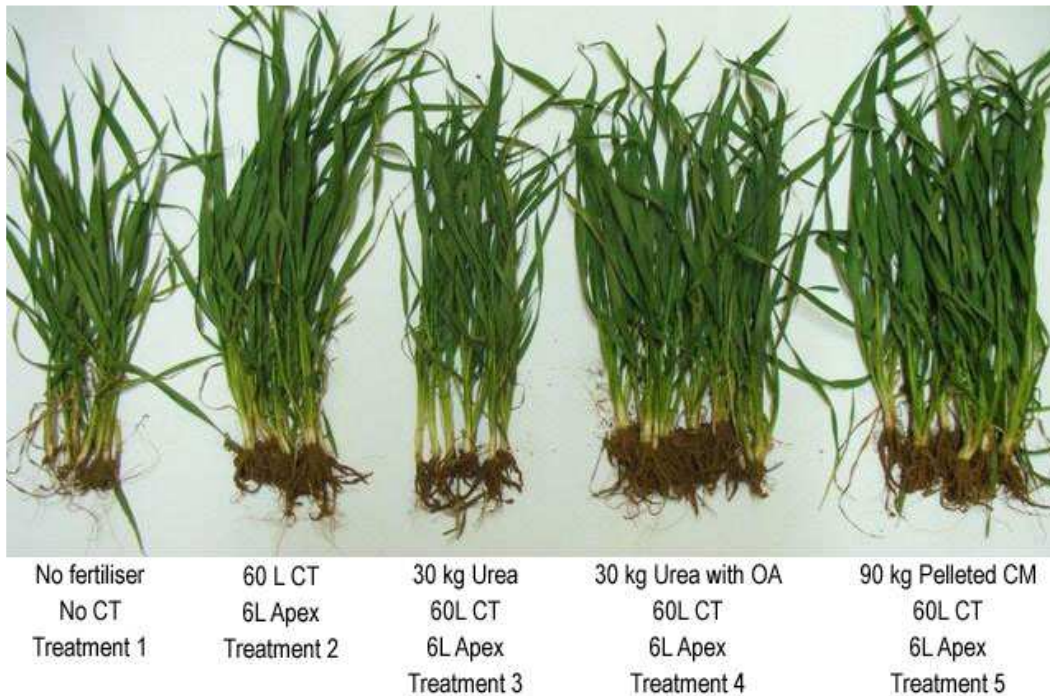 No fertiliser
No CT
Treatment 1
60 L CT
6L Apex
Treatment 2
30 kg Urea
60L CT
6L Apex
Treatment 3
30 kg Urea with OA
60L CT
6L Apex
Treatment 4
90 kg Pelleted CM
60L CT
6L Apex
Treatment 5